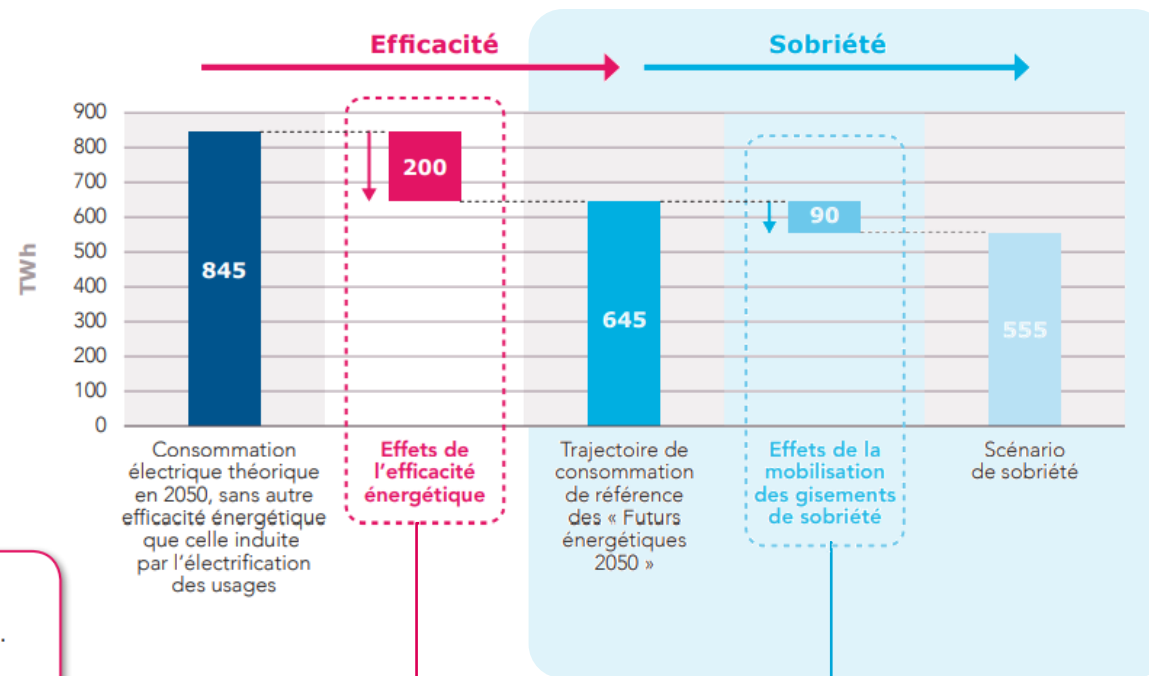 Efficacité
Sobriété
900
800
700
600
500
400
300
200
100
0
TWh
845
200
645
90
555
Consommation
électrique théorique
en 2050, sans autre
efficacité énergétique
que celle induite
par l'électrification
des usages
Effets de
l'efficacité
énergétique
Trajectoire de
consommation
de référence
des « Futurs
énergétiques
2050 »
Effets de la
mobilisation
des gisements
de sobriété
Scénario
de sobriété
.